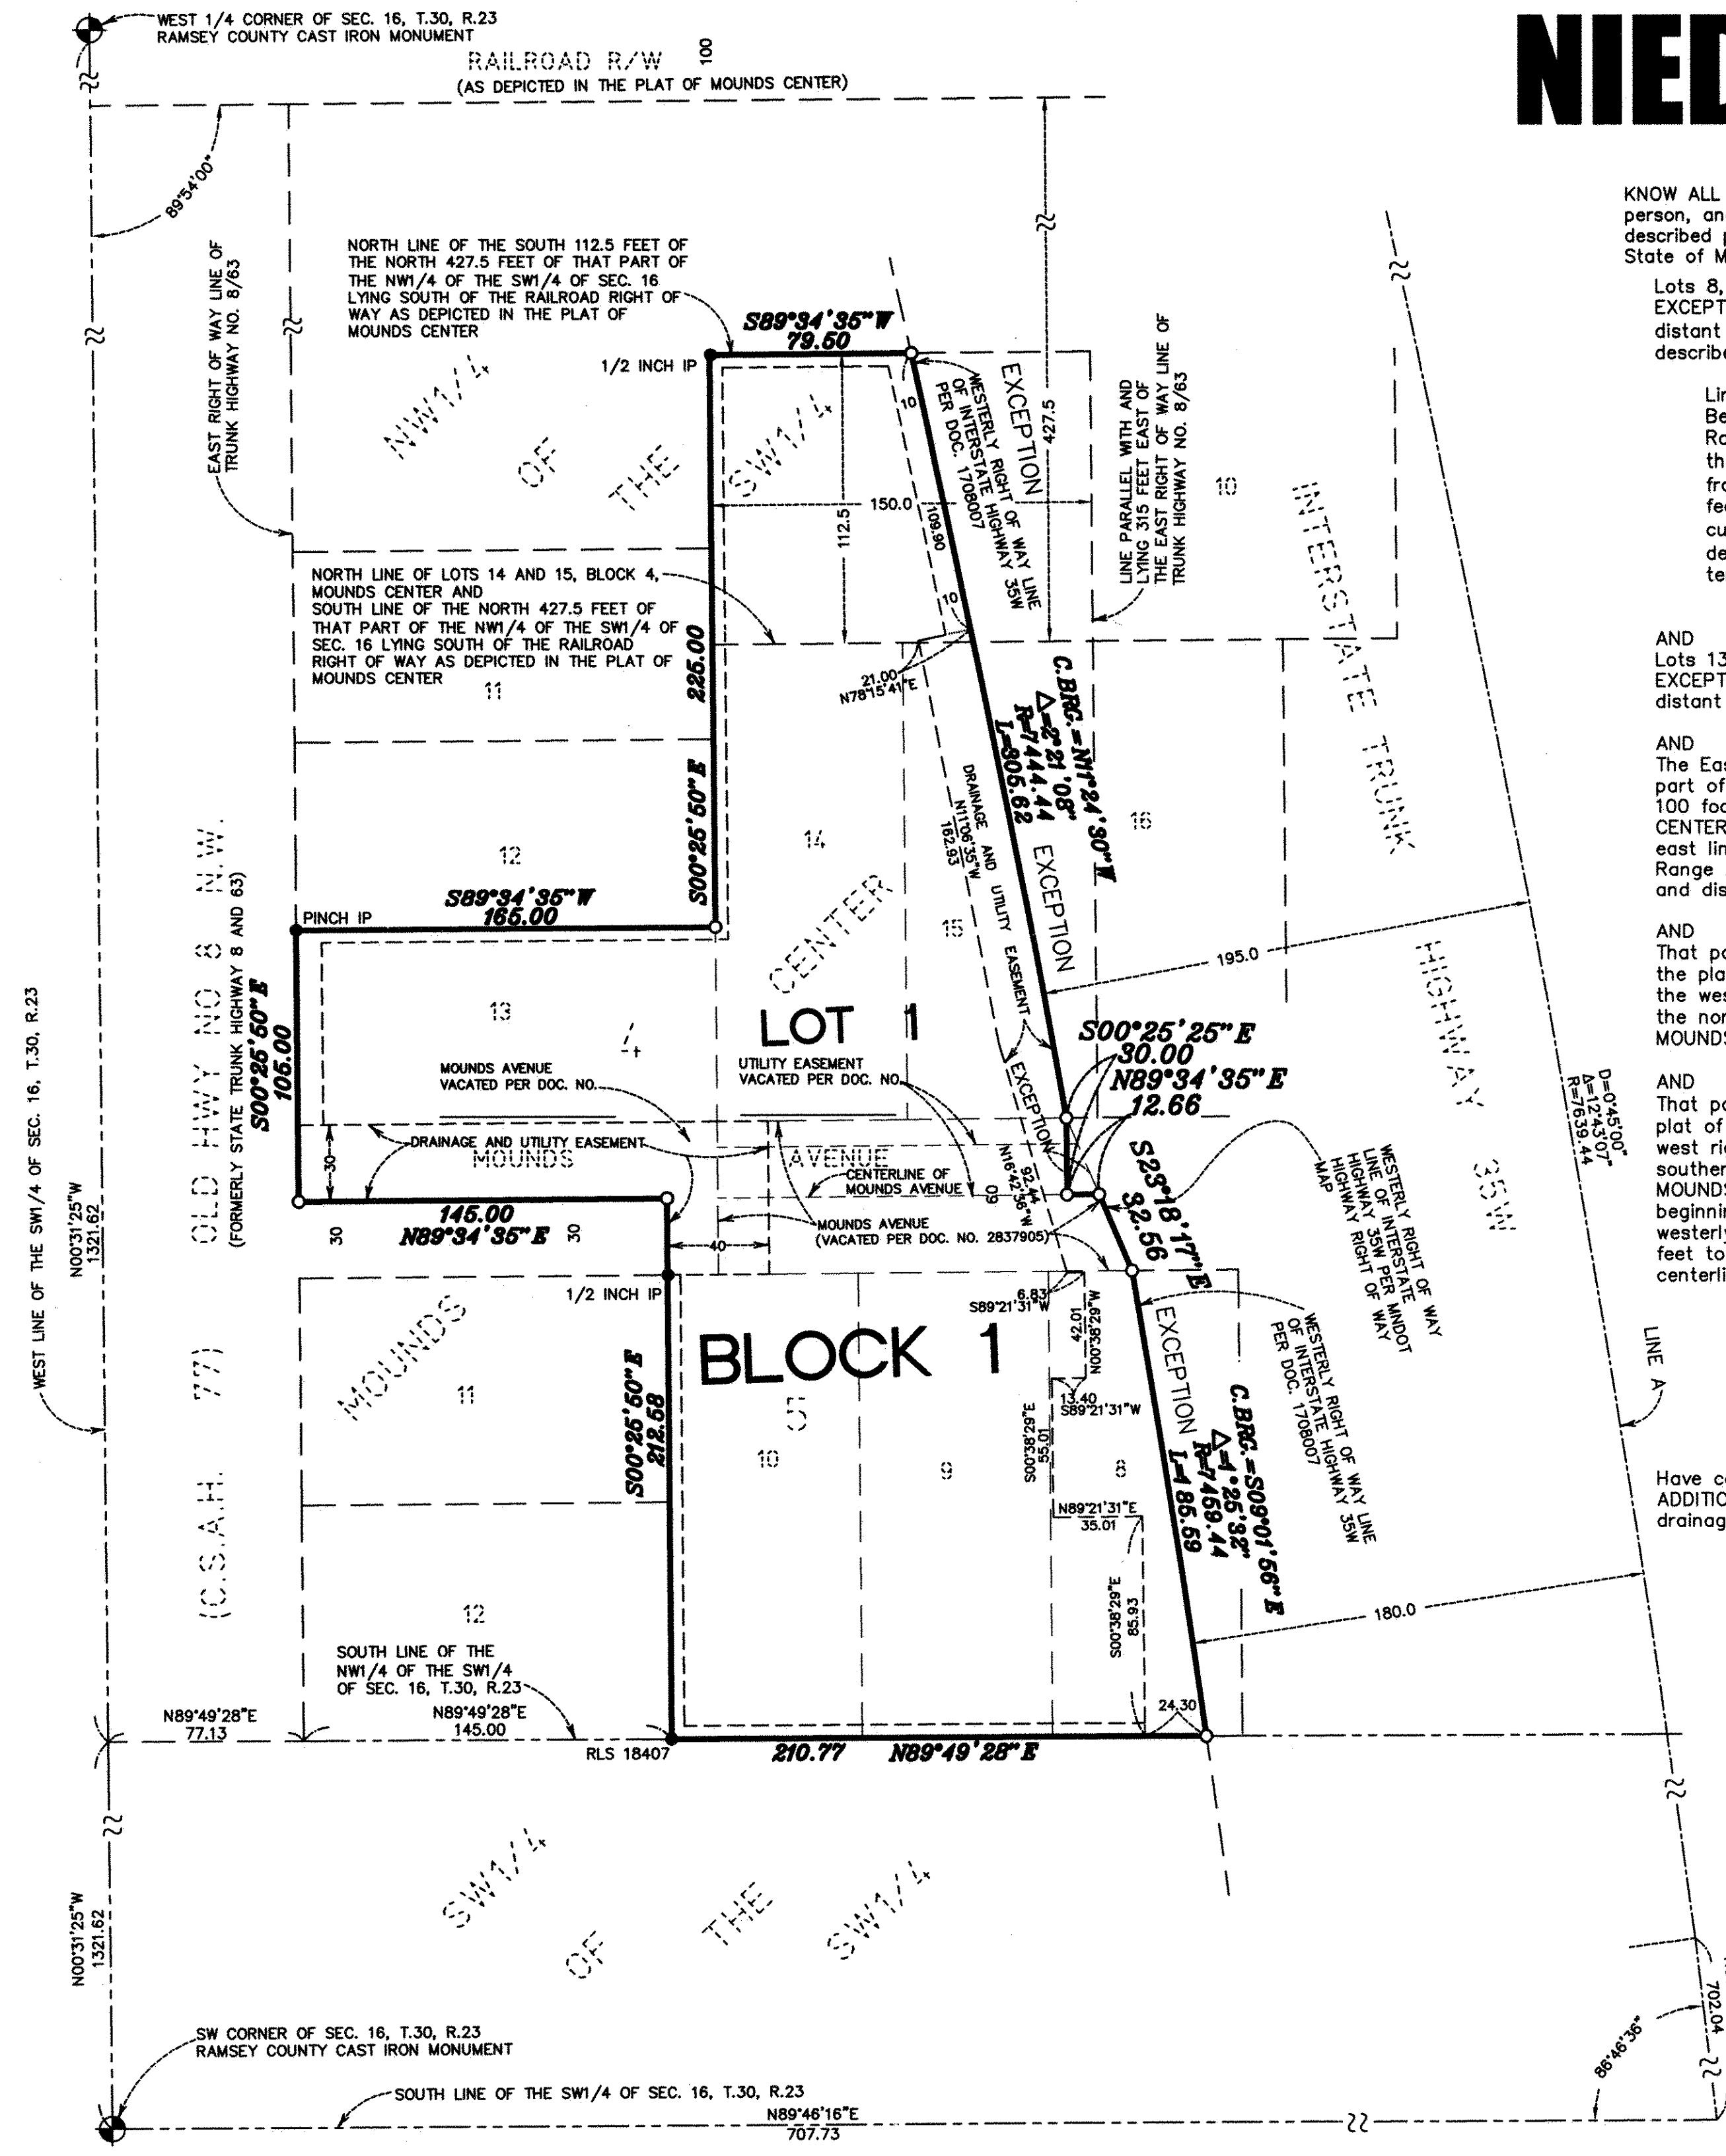 WEST 1/4 CORNER OF SEC. 16, T.30, R.23
RAMSEY COUNTY CAST IRON MONUMENT
RAILROAD R/W
100
(AS DEPICTED IN THE PLAT OF MOUNDS CENTER)
NIED
89°54'00"
EAST RIGHT OF WAY LINE OF
TRUNK HIGHWAY NO. 8/63
NORTH LINE OF THE SOUTH 112.5 FEET OF
THE NORTH 427.5 FEET OF THAT PART OF
THE NW1/4 OF THE SW1/4 OF SEC. 16
LYING SOUTH OF THE RAILROAD RIGHT OF
WAY AS DEPICTED IN THE PLAT OF
MOUNDS CENTER
S89°34'35"W
79.50
1/2 INCH IP
NW1/4
OF
THE
SW1/4
10
WESTERLY RIGHT OF WAY LINE
OF INTERSTATE HIGHWAY 35W
PER DOC. 1708007
EXCEPTION
427.5
LINE PARALLEL WITH AND
LYING 315 FEET EAST OF
THE EAST RIGHT OF WAY LINE OF
TRUNK HIGHWAY NO. 8/63
10
150.0
112.5
109.90
10
NORTH LINE OF LOTS 14 AND 15, BLOCK 4,
MOUNDS CENTER AND
SOUTH LINE OF THE NORTH 427.5 FEET OF
THAT PART OF THE NW1/4 OF THE SW1/4 OF
SEC. 16 LYING SOUTH OF THE RAILROAD
RIGHT OF WAY AS DEPICTED IN THE PLAT OF
MOUNDS CENTER
11
225.00
S00°25'50"E
21.00
N78°15'41"E
C.BRG.=N11°24'30"W
Δ=2°21'08"
R=7444.44
L=305.62
DRAINAGE AND UTILITY EASEMENT
N11°06'35"W
162.93
EXCEPTION
INTERSTATE TRUNK
HIGHWAY 35W
12
14
15
16
S89°34'35"W
165.00
PINCH IP
CENTER
195.0
OLD HWY NO 8 N.W.
(FORMERLY STATE TRUNK HIGHWAY 8 AND 63)
S00°25'50"E
105.00
13
4
LOT 1
MOUNDS AVENUE
VACATED PER DOC. NO.
UTILITY EASEMENT
VACATED PER DOC. NO.
S00°25'25"E
30.00
N89°34'35"E
12.66
EXCEPTION
D=0°45'00"
Δ=12°43'07"
R=7639.44
DRAINAGE AND UTILITY EASEMENT
30
MOUNDS
AVENUE
CENTERLINE OF
MOUNDS AVENUE
60
92.44
N16°42'36"W
S23°18'17"E
32.56
WESTERLY RIGHT OF WAY
LINE OF INTERSTATE
HIGHWAY 35W PER MNDOT
HIGHWAY RIGHT OF WAY
MAP
145.00
N89°34'35"E
30
30
40
MOUNDS AVENUE
(VACATED PER DOC. NO. 2837905)
WEST LINE OF THE SW1/4 OF SEC. 16, T.30, R.23
N00°31'25"W
1321.62
1/2 INCH IP
6.83
S89°21'31"W
42.01
N00°38'29"W
WESTERLY RIGHT OF WAY LINE
OF INTERSTATE HIGHWAY 35W
PER DOC. 1708007
BLOCK 1
MOUNDS
EXCEPTION
LINE A
13.40
S89°21'31"W
S00°25'50"E
212.58
11
5
10
9
8
S00°38'29"E
55.01
C.BRG.=S09°01'56"E
Δ=1°25'32"
R=7459.44
L=185.59
N89°21'31"E
35.01
(C.S.A.H. 77)
S00°38'29"E
85.93
12
180.0
SOUTH LINE OF THE
NW1/4 OF THE SW1/4
OF SEC. 16, T.30, R.23
N89°49'28"E
77.13
N89°49'28"E
145.00
24.30
RLS 18407
210.77 N89°49'28"E
SW1/4
OF
THE
SW1/4
N00°31'25"W
1321.62
702.04
86°46'36"
SW CORNER OF SEC. 16, T.30, R.23
RAMSEY COUNTY CAST IRON MONUMENT
SOUTH LINE OF THE SW1/4 OF SEC. 16, T.30, R.23
N89°46'16"E
707.73
KNOW ALL
person, an
described p
State of M
Lots 8,
EXCEPT
distant
describe
Lin
Be
Ra
th
fro
fee
cu
de
te
AND
Lots 13
EXCEPT
distant
AND
The Eas
part of
100 foo
CENTER
east lin
Range
and dis
AND
That pa
the pla
the wes
the nor
MOUNDS
AND
That po
plat of
west ri
southern
MOUNDS
beginnin
westerly
feet to
centerli
Have c
ADDITIO
drainag